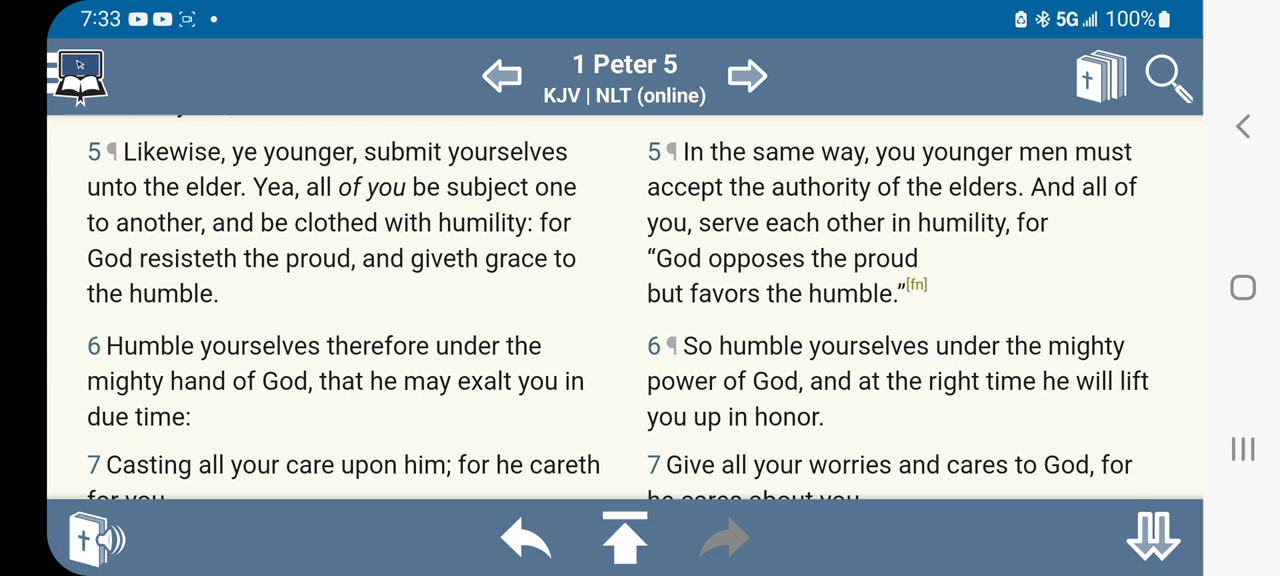 7:33
5G 100%
1 Peter 5
KJV | NLT (online)
5 ¶ Likewise, ye younger, submit yourselves
unto the elder. Yea, all of you be subject one
to another, and be clothed with humility: for
God resisteth the proud, and giveth grace to
the humble.
6 Humble yourselves therefore under the
mighty hand of God, that he may exalt you in
due time:
7 Casting all your care upon him; for he careth
for you
5 ¶ In the same way, you younger men must
accept the authority of the elders. And all of
you, serve each other in humility, for
“God opposes the proud
but favors the humble.”[fn]
6 ¶ So humble yourselves under the mighty
power of God, and at the right time he will lift
you up in honor.
7 Give all your worries and cares to God, for
he cares about you